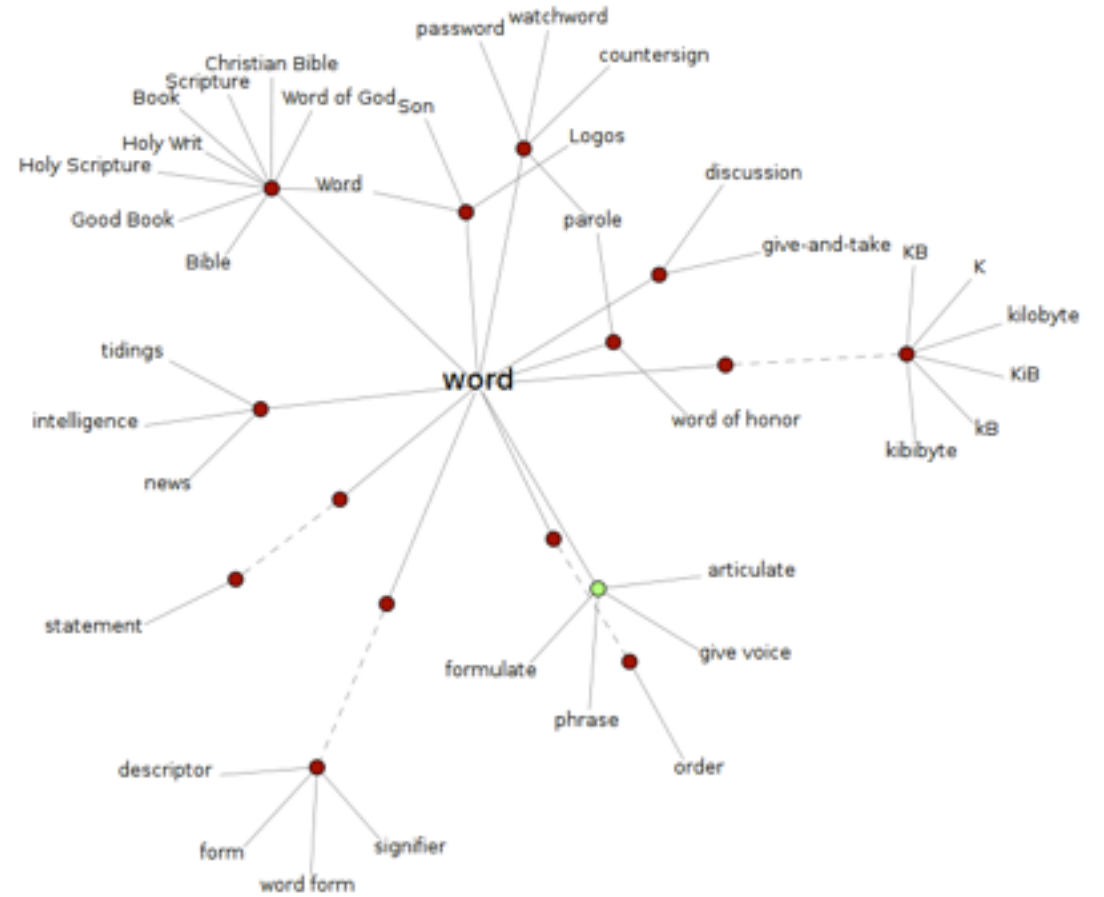 watchword
password
countersign
Christian Bible
Scripture
Book
Word of God
Son
Logos
Holy Writ
Holy Scripture
discussion
Word
Good Book
parole
give-and-take
KB
Bible
K
kilobyte
tidings
word
KiB
intelligence
word of honor
kB
kibibyte
news
articulate
statement
give voice
formulate
phrase
order
descriptor
signifier
form
word form